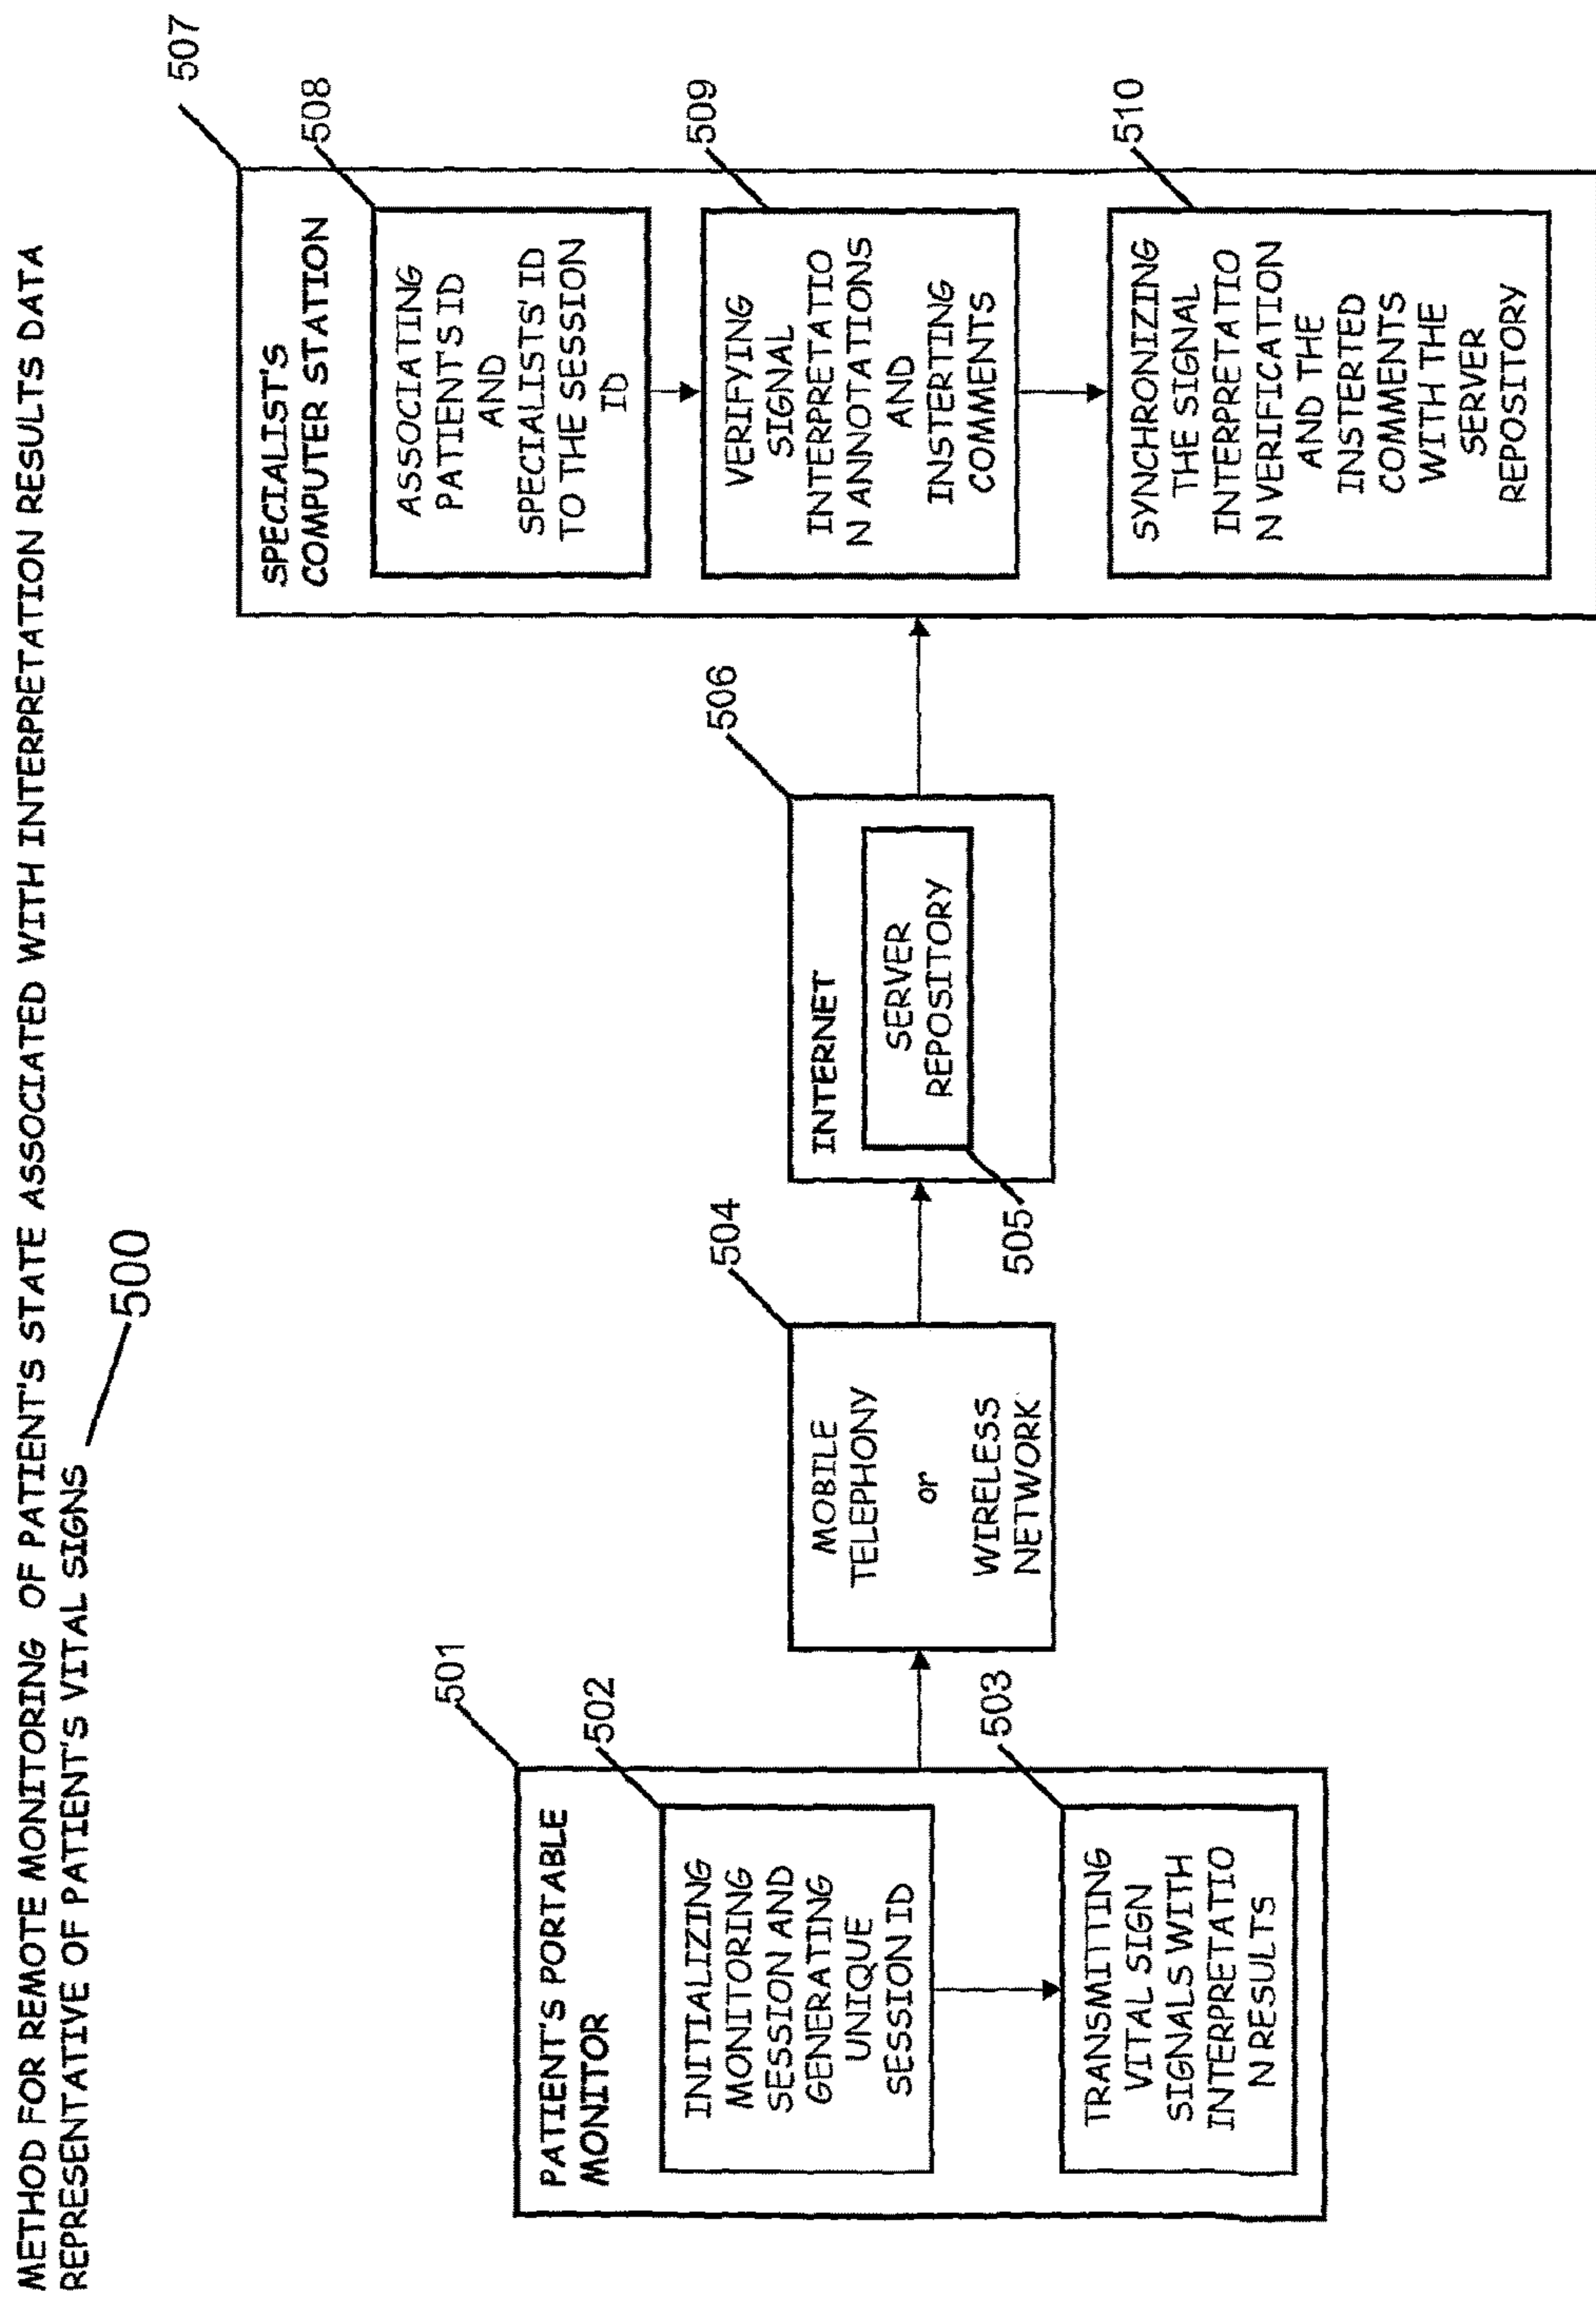 METHOD FOR REMOTE MONITORING OF PATIENT'S STATE ASSOCIATED WITH INTERPRETATION RESULTS DATA
REPRESENTATIVE OF PATIENT'S VITAL SIGNS
500
501
PATIENT'S PORTABLE
MONITOR
502
INITIALIZING
MONITORING
SESSION AND
GENERATING
UNIQUE
SESSION ID
503
TRANSMITTING
VITAL SIGN
SIGNALS WITH
INTERPRETATIO
N RESULTS
504
MOBILE
TELEPHONY
or
WIRELESS
NETWORK
506
INTERNET
SERVER
REPOSITORY
505
507
SPECIALIST'S
COMPUTER STATION
508
ASSOCIATING
PATIENTS ID
AND
SPECIALISTS' ID
TO THE SESSION
ID
509
VERIFYING
SIGNAL
INTERPRETATIO
N ANNOTATIONS
AND
INSTERTING
COMMENTS
510
SYNCHRONIZING
THE SIGNAL
INTERPRETATIO
N VERIFICATION
AND THE
INSTERTED
COMMENTS
WITH THE
SERVER
REPOSITORY